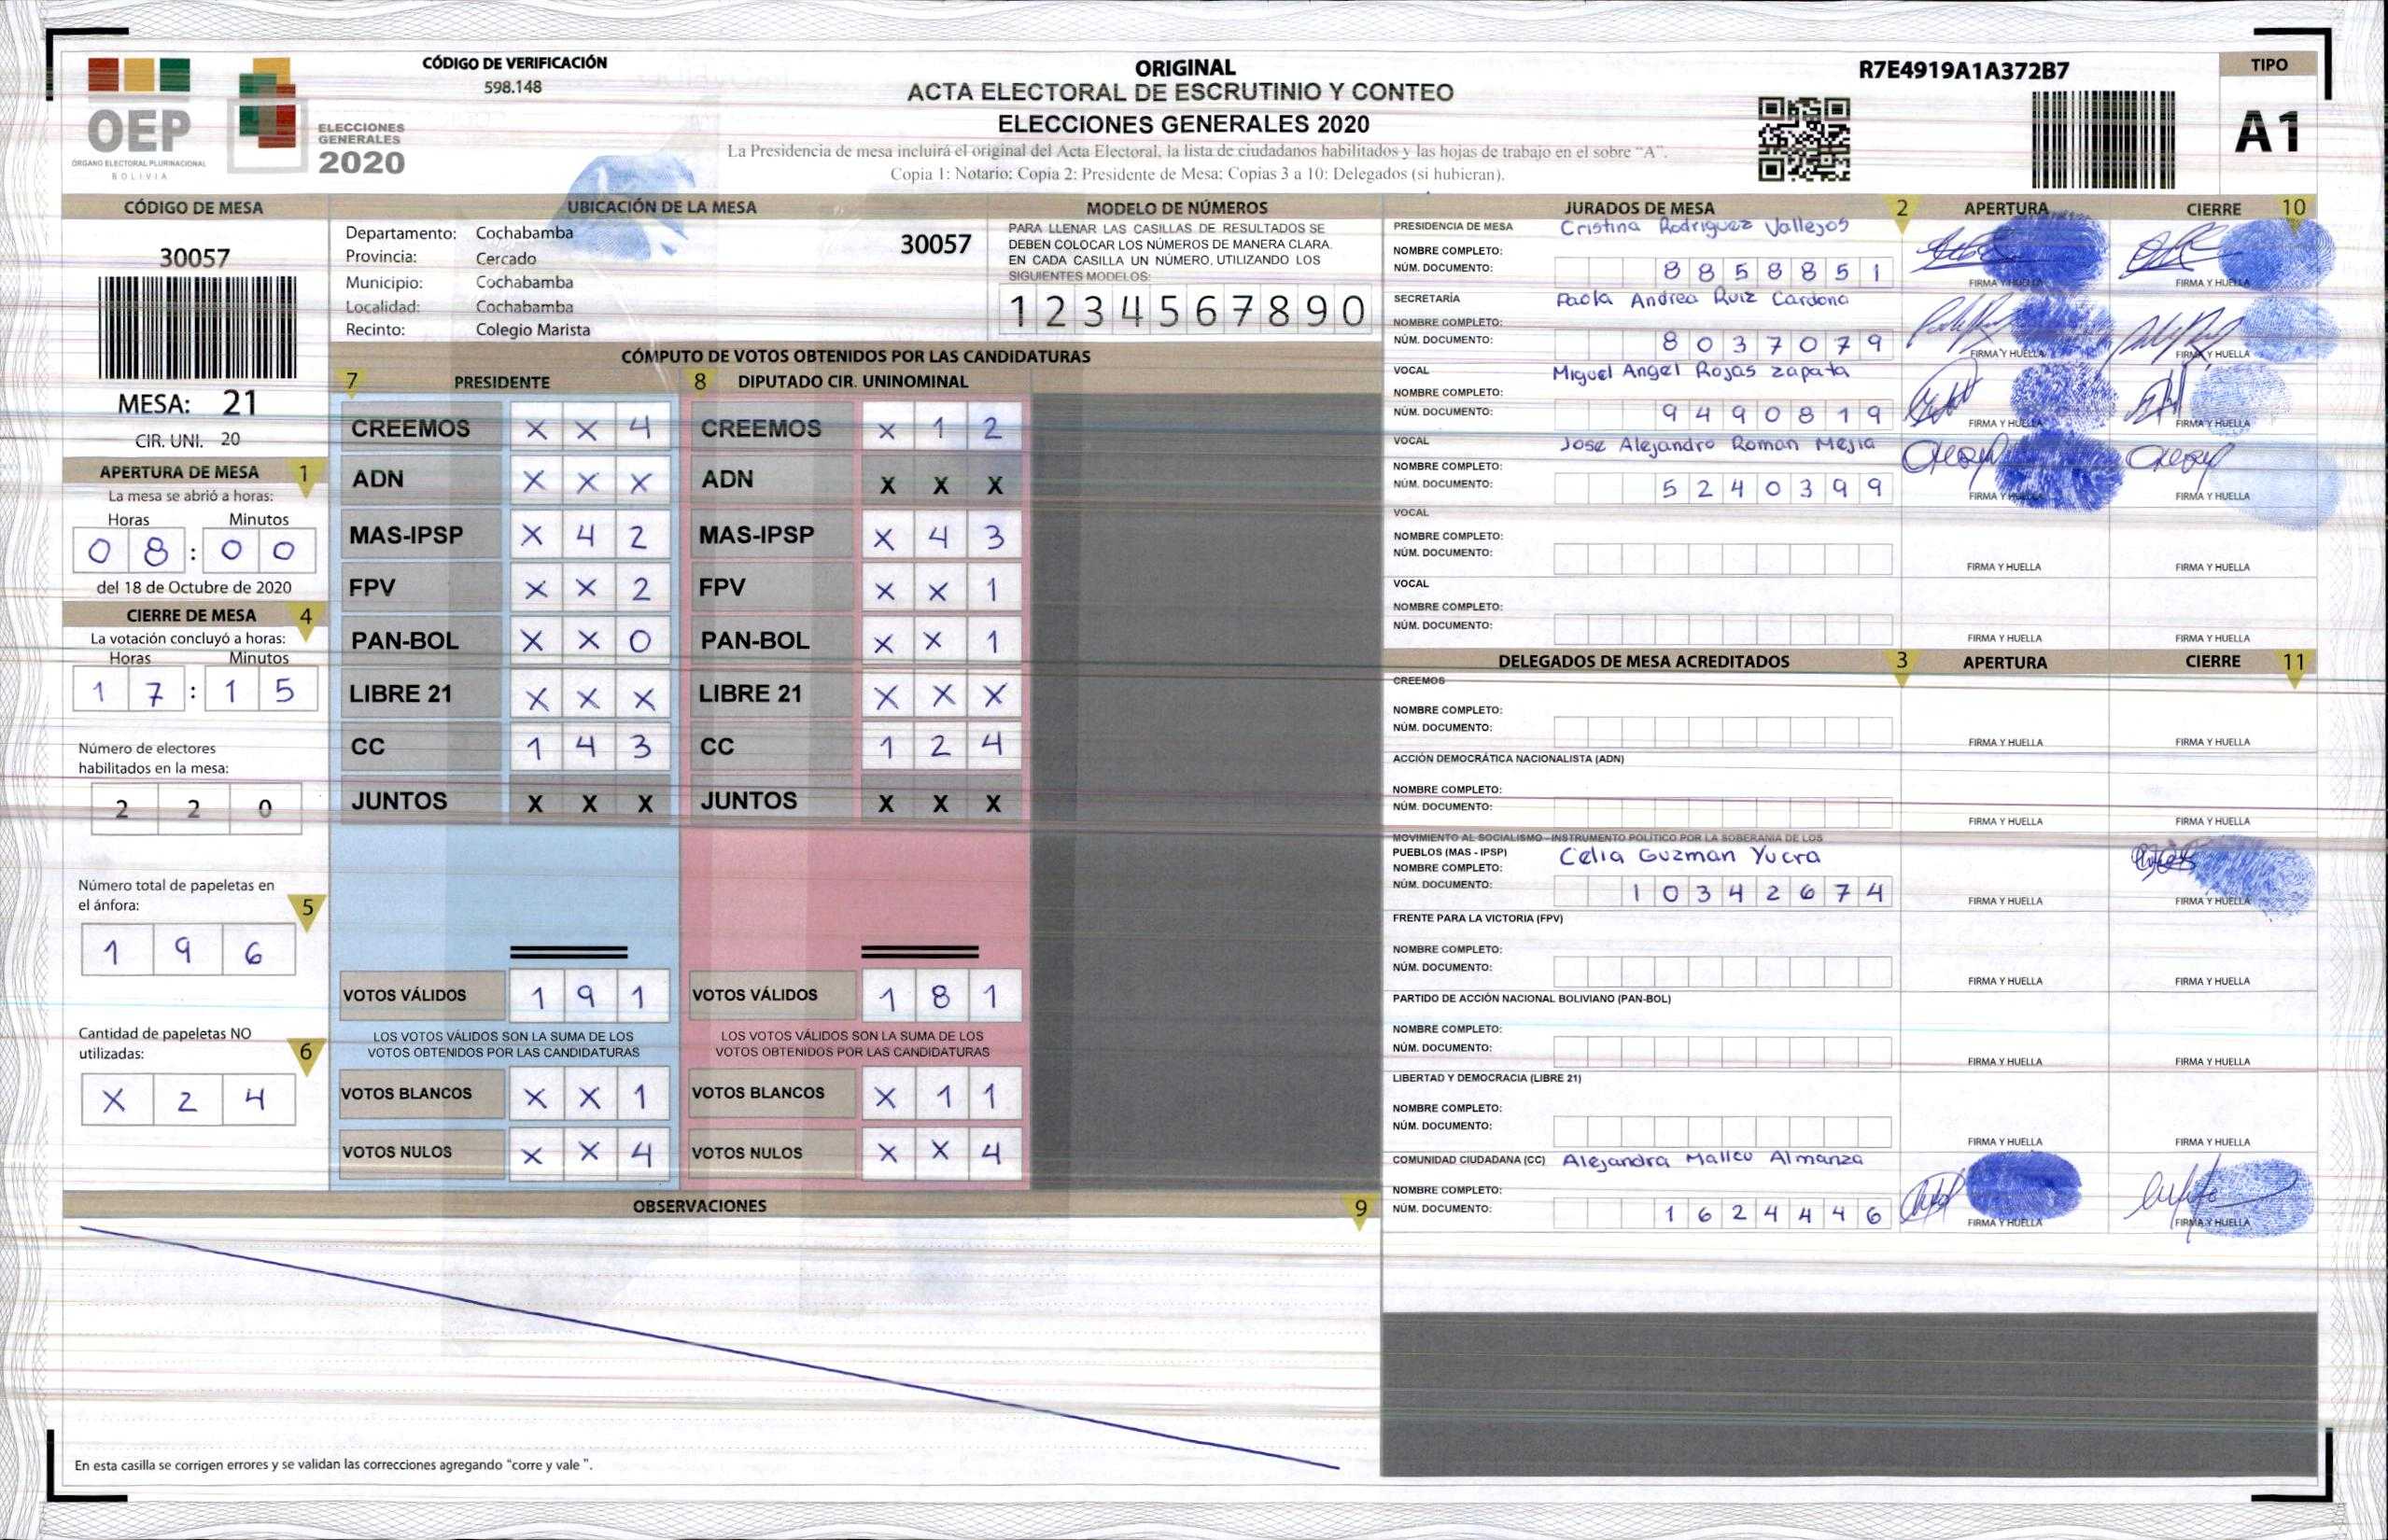 CÓDIGO DE VERIFICACIÓN
598.148
OEP
ÓRGANO ELECTORAL PLURINACIONAL
BOLIVIA
ELECCIONES
GENERALES
2020
ORIGINAL
ACTA ELECTORAL DE ESCRUTINIO Y CONTEO
ELECCIONES GENERALES 2020
La Presidencia de mesa incluirá el original del Acta Electoral, la lista de ciudadanos habilitados y las hojas de trabajo en el sobre "A".
Copia 1: Notario; Copia 2: Presidente de Mesa; Copias 3 a 10: Delegados (si hubieran).
R7E4919A1A372B7
TIPO
A1
CÓDIGO DE MESA
30057
MESA: 21
CIR. UNI. 20
APERTURA DE MESA 1
La mesa se abrió a horas:
Horas Minutos
0 8 : 0 0
del 18 de Octubre de 2020
CIERRE DE MESA 4
La votación concluyó a horas:
Horas Minutos
1 7 : 1 5
Número de electores
habilitados en la mesa:
2 2 0
Número total de papeletas en
el ánfora: 5
1 9 6
Cantidad de papeletas NO
utilizadas: 6
X 2 4
UBICACIÓN DE LA MESA
Departamento: Cochabamba 30057
Provincia: Cercado
Municipio: Cochabamba
Localidad: Cochabamba
Recinto: Colegio Marista
MODELO DE NÚMEROS
PARA LLENAR LAS CASILLAS DE RESULTADOS SE
DEBEN COLOCAR LOS NÚMEROS DE MANERA CLARA.
EN CADA CASILLA UN NÚMERO, UTILIZANDO LOS
SIGUIENTES MODELOS:
1 2 3 4 5 6 7 8 9 0
CÓMPUTO DE VOTOS OBTENIDOS POR LAS CANDIDATURAS
7 PRESIDENTE 8 DIPUTADO CIR. UNINOMINAL
CREEMOS X X 4 CREEMOS X 1 2
ADN X X X ADN X X X
MAS-IPSP X 4 2 MAS-IPSP X 4 3
FPV X X 2 FPV X X 1
PAN-BOL X X 0 PAN-BOL X X 1
LIBRE 21 X X X LIBRE 21 X X X
CC 1 4 3 CC 1 2 4
JUNTOS X X X JUNTOS X X X
VOTOS VÁLIDOS 1 9 1 VOTOS VÁLIDOS 1 8 1
LOS VOTOS VÁLIDOS SON LA SUMA DE LOS LOS VOTOS VÁLIDOS SON LA SUMA DE LOS
VOTOS OBTENIDOS POR LAS CANDIDATURAS VOTOS OBTENIDOS POR LAS CANDIDATURAS
VOTOS BLANCOS X X 1 VOTOS BLANCOS X 1 1
VOTOS NULOS X X 4 VOTOS NULOS X X 4
OBSERVACIONES 9
En esta casilla se corrigen errores y se validan las correcciones agregando "corre y vale ".
JURADOS DE MESA 2 APERTURA CIERRE 10
PRESIDENCIA DE MESA Cristina Rodriguez Vallejos
NOMBRE COMPLETO:
NÚM. DOCUMENTO: 8 8 5 8 8 5 1
FIRMA Y HUELLA FIRMA Y HUELLA
SECRETARÍA Paola Andrea Ruiz Cardona
NOMBRE COMPLETO:
NÚM. DOCUMENTO: 8 0 3 7 0 7 9
FIRMA Y HUELLA FIRMA Y HUELLA
VOCAL Miguel Angel Rojas Zapata
NOMBRE COMPLETO:
NÚM. DOCUMENTO: 9 4 9 0 8 1 9
FIRMA Y HUELLA FIRMA Y HUELLA
VOCAL Jose Alejandro Roman Mejia
NOMBRE COMPLETO:
NÚM. DOCUMENTO: 5 2 4 0 3 9 9
FIRMA Y HUELLA FIRMA Y HUELLA
VOCAL
NOMBRE COMPLETO:
NÚM. DOCUMENTO:
FIRMA Y HUELLA FIRMA Y HUELLA
VOCAL
NOMBRE COMPLETO:
NÚM. DOCUMENTO:
FIRMA Y HUELLA FIRMA Y HUELLA
DELEGADOS DE MESA ACREDITADOS 3 APERTURA CIERRE 11
CREEMOS
NOMBRE COMPLETO:
NÚM. DOCUMENTO:
FIRMA Y HUELLA FIRMA Y HUELLA
ACCIÓN DEMOCRÁTICA NACIONALISTA (ADN)
NOMBRE COMPLETO:
NÚM. DOCUMENTO:
FIRMA Y HUELLA FIRMA Y HUELLA
MOVIMIENTO AL SOCIALISMO - INSTRUMENTO POLÍTICO POR LA SOBERANIA DE LOS
PUEBLOS (MAS - IPSP) Celia Guzman Yucra
NOMBRE COMPLETO:
NÚM. DOCUMENTO: 1 0 3 4 2 6 7 4
FIRMA Y HUELLA FIRMA Y HUELLA
FRENTE PARA LA VICTORIA (FPV)
NOMBRE COMPLETO:
NÚM. DOCUMENTO:
FIRMA Y HUELLA FIRMA Y HUELLA
PARTIDO DE ACCIÓN NACIONAL BOLIVIANO (PAN-BOL)
NOMBRE COMPLETO:
NÚM. DOCUMENTO:
FIRMA Y HUELLA FIRMA Y HUELLA
LIBERTAD Y DEMOCRACIA (LIBRE 21)
NOMBRE COMPLETO:
NÚM. DOCUMENTO:
FIRMA Y HUELLA FIRMA Y HUELLA
COMUNIDAD CIUDADANA (CC) Alejandra Mallcu Almanza
NOMBRE COMPLETO:
NÚM. DOCUMENTO: 1 6 2 4 4 4 6
FIRMA Y HUELLA FIRMA Y HUELLA